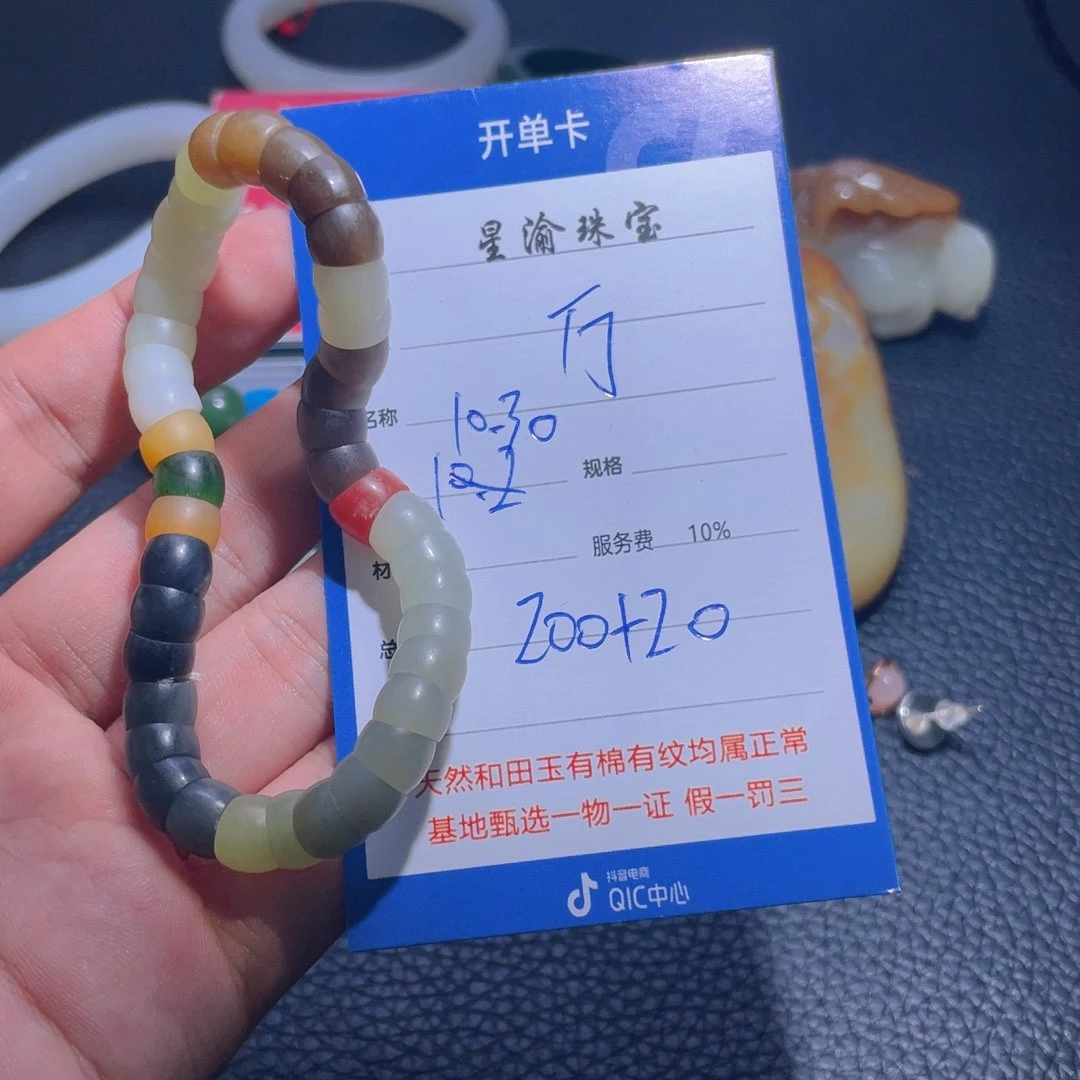 开单卡
星渝珠宝
名称 10.30
规格
材
服务费 10%
总 200+20
天然和田玉有棉有纹均属正常
基地甄选一物一证 假一罚三
抖音电商
QIC中心